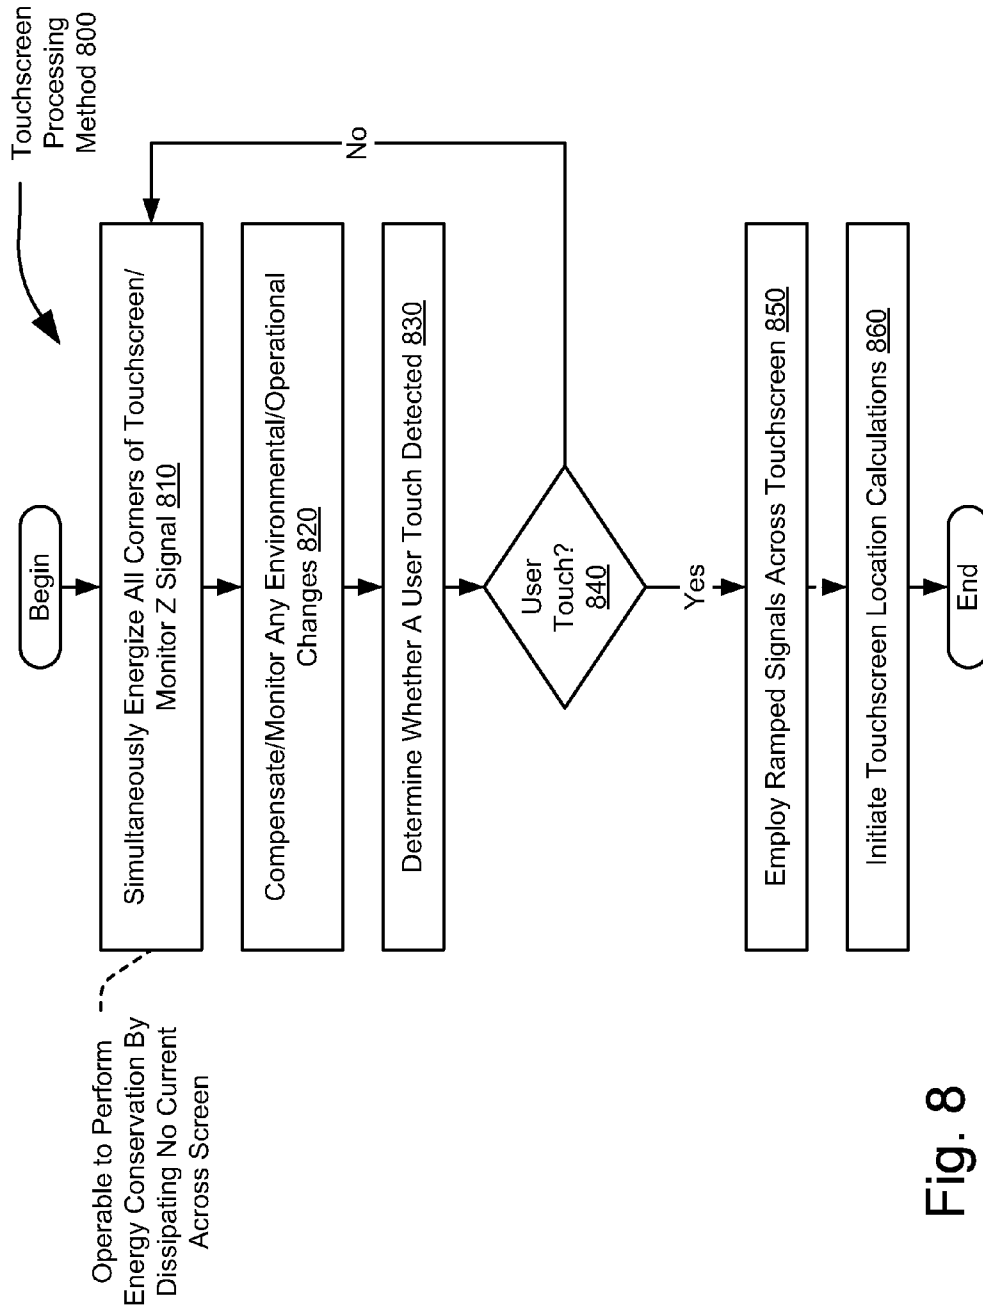 Touchscreen
Processing
Method 800
Begin
Simultaneously Energize All Corners of Touchscreen/
Monitor Z Signal 810
Operable to Perform
Energy Conservation By
Dissipating No Current
Across Screen
Compensate/Monitor Any Environmental/Operational
Changes 820
Determine Whether A User Touch Detected 830
User
Touch?
840
No
Yes
Employ Ramped Signals Across Touchscreen 850
Initiate Touchscreen Location Calculations 860
End
Fig. 8